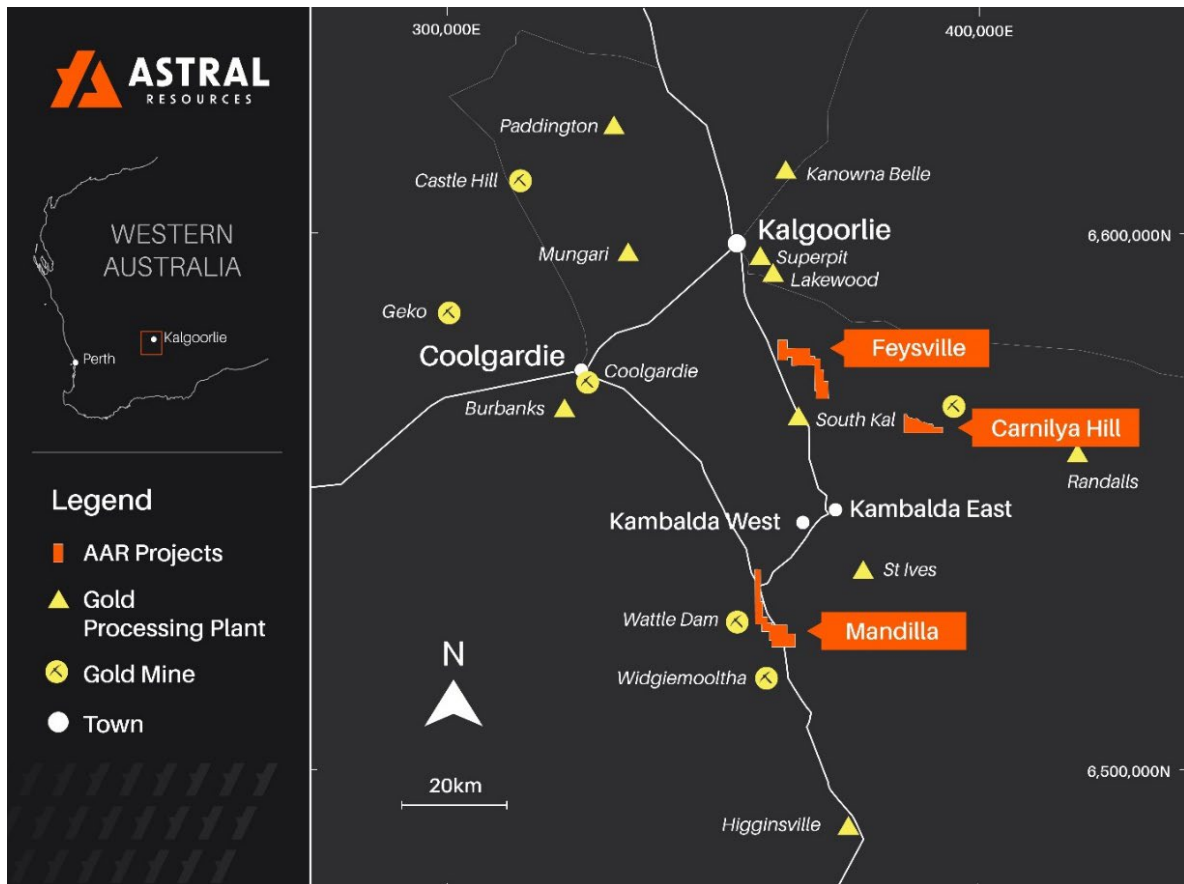 ASTRAL
RESOURCES
WESTERN
AUSTRALIA
Kalgoorlie
Perth
Legend
AAR Projects
Gold
Processing Plant
Gold Mine
Town
300,000E
400,000E
Paddington
Castle Hill
Kanowna Belle
Kalgoorlie
6,600,000N
Mungari
Superpit
Lakewood
Geko
Feysville
Coolgardie
Coolgardie
Burbanks
South Kal
Carnilya Hill
Randalls
Kambalda West
Kambalda East
St Ives
Wattle Dam
Mandilla
N
Widgiemooltha
20km
6,500,000N
Higginsville